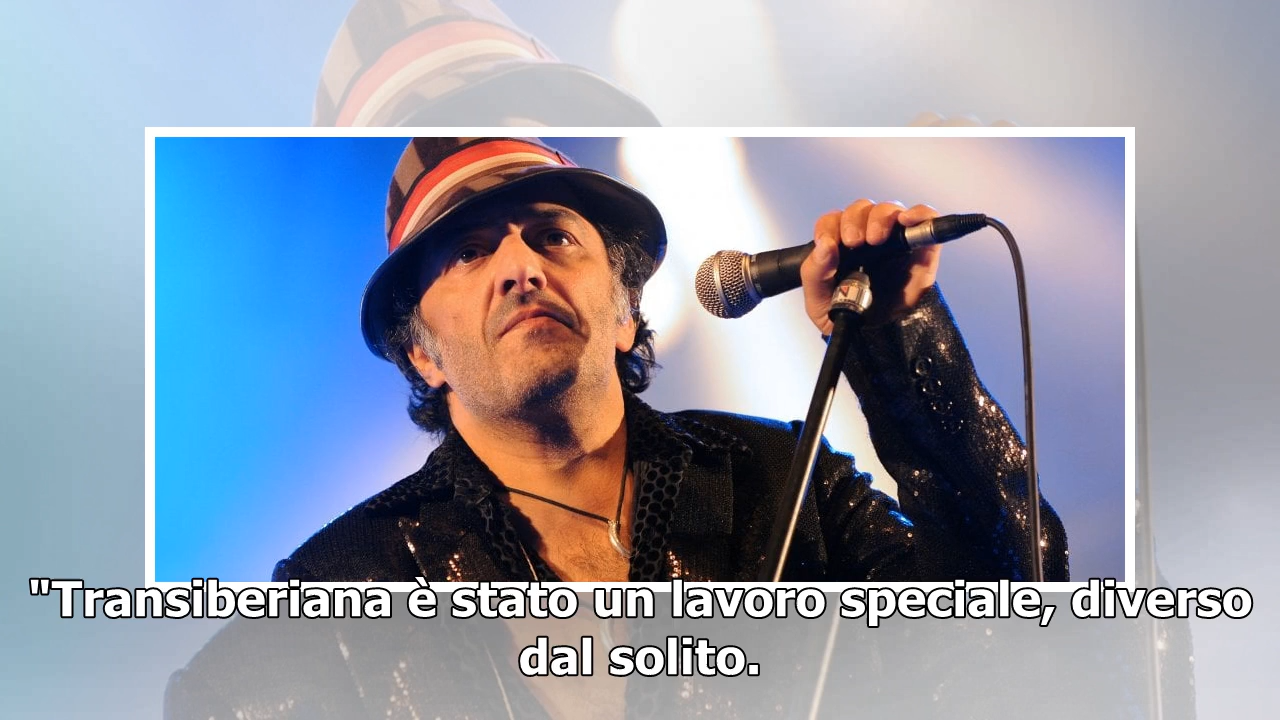 "Transiberiana è stato un lavoro speciale, diverso
dal solito.